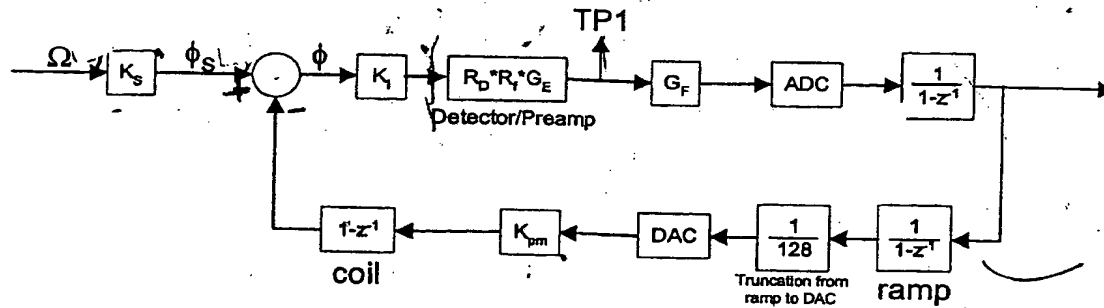 TP1
Ω
K_S
ϕ_S
+
−
ϕ
K_I
R_D*R_f*G_E
Detector/Preamp
G_F
ADC
1
1-z⁻¹
1-z⁻¹
coil
K_pm
DAC
1
128
Truncation from
ramp to DAC
1
1-z⁻¹
ramp